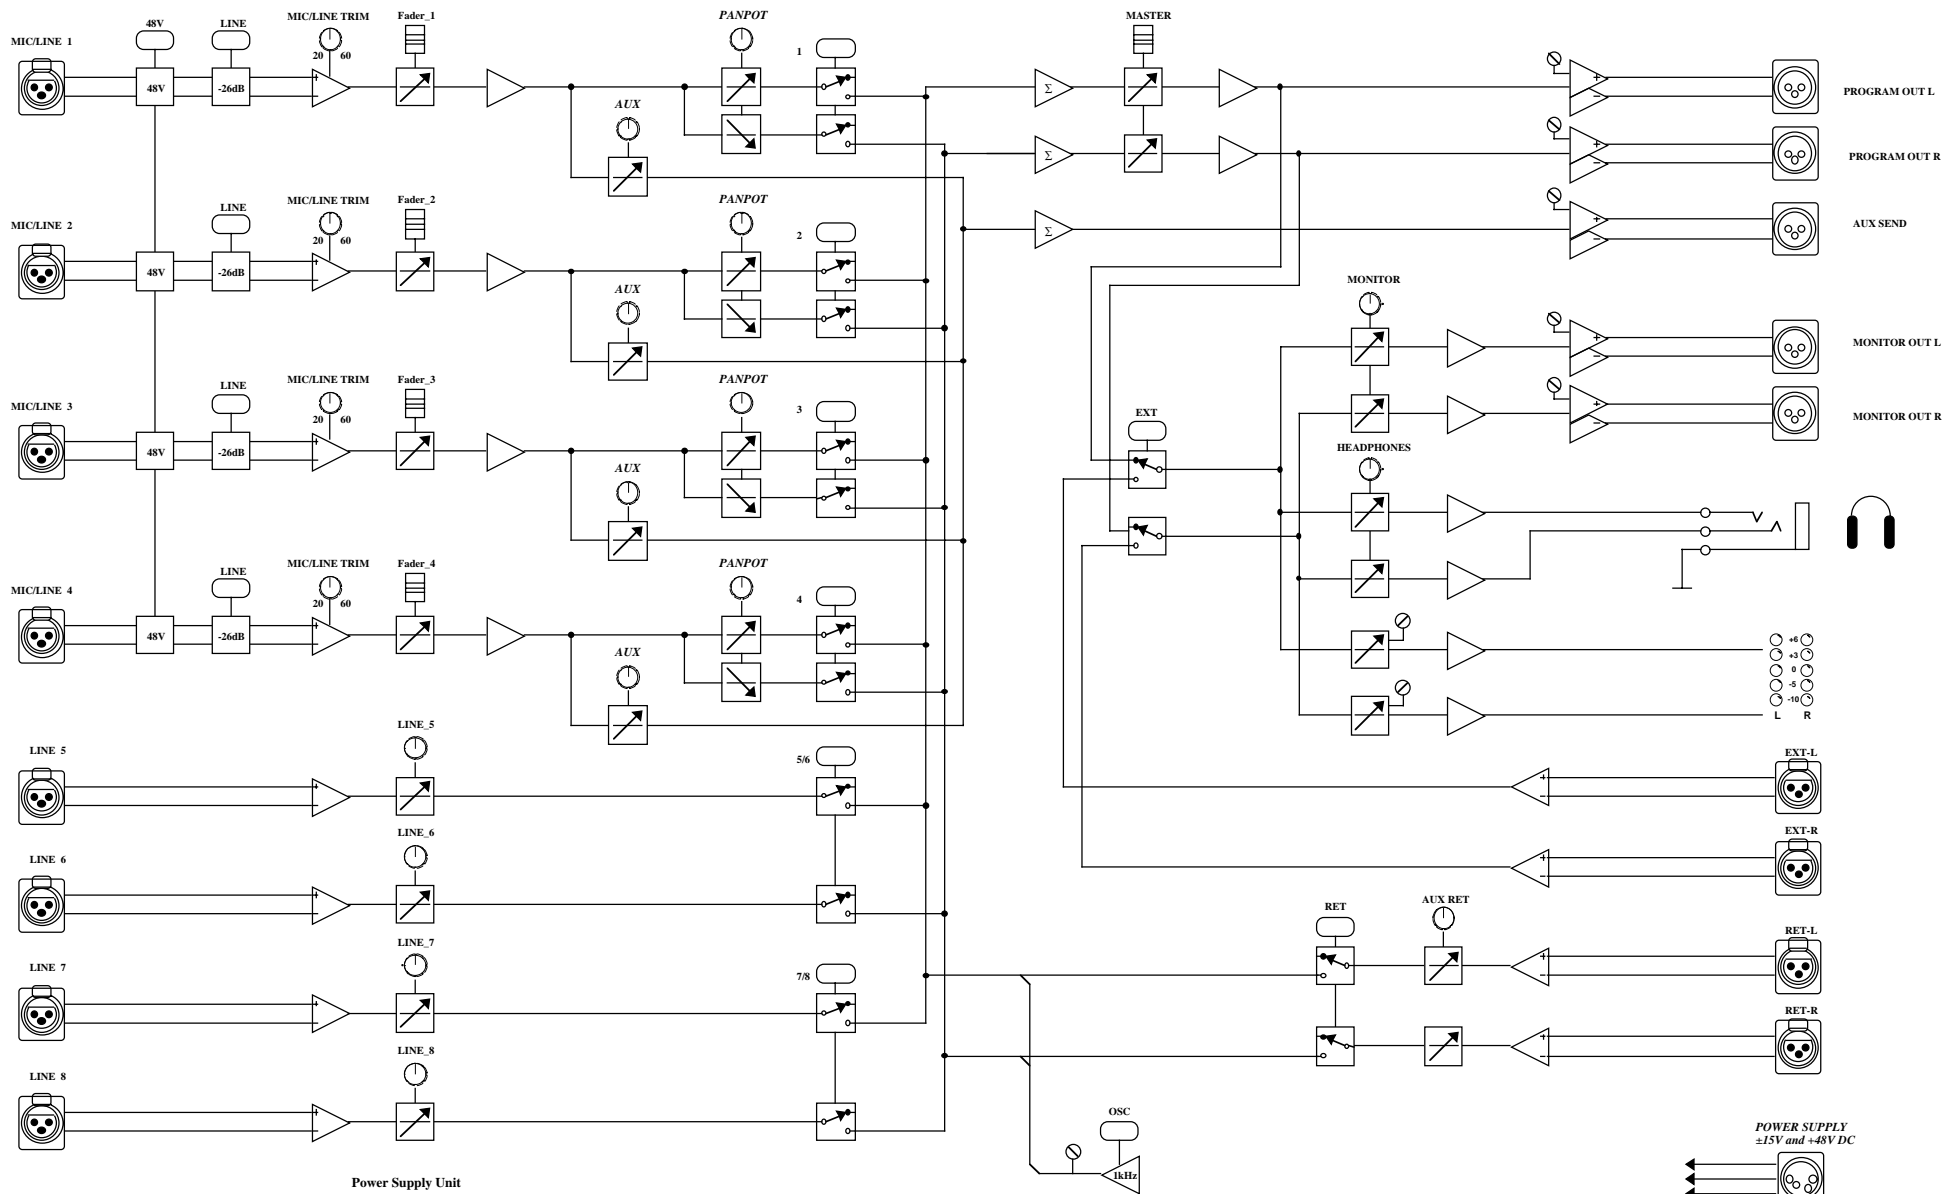 48V
LINE
MIC/LINE TRIM
Fader_1
PANPOT
MASTER
MIC/LINE 1
20 60
1
48V
-26dB
+
-
Σ
+
-
PROGRAM OUT L
AUX
Σ
+
-
PROGRAM OUT R
LINE
MIC/LINE TRIM
Fader_2
PANPOT
MIC/LINE 2
20 60
2
Σ
+
-
AUX SEND
48V
-26dB
+
-
AUX
MONITOR
+
-
MONITOR OUT L
LINE
MIC/LINE TRIM
Fader_3
PANPOT
MIC/LINE 3
20 60
3
EXT
+
-
MONITOR OUT R
48V
-26dB
+
-
HEADPHONES
AUX
LINE
MIC/LINE TRIM
Fader_4
PANPOT
MIC/LINE 4
20 60
4
48V
-26dB
+
-
+6
+3
0
-5
-10
L R
AUX
LINE_5
LINE 5
5/6
EXT-L
+
-
+
-
LINE_6
EXT-R
LINE 6
+
-
+
-
RET
AUX RET
LINE_7
RET-L
LINE 7
7/8
+
-
+
-
LINE_8
RET-R
LINE 8
+
-
+
-
OSC
1kHz
POWER SUPPLY
±15V and +48V DC
Power Supply Unit